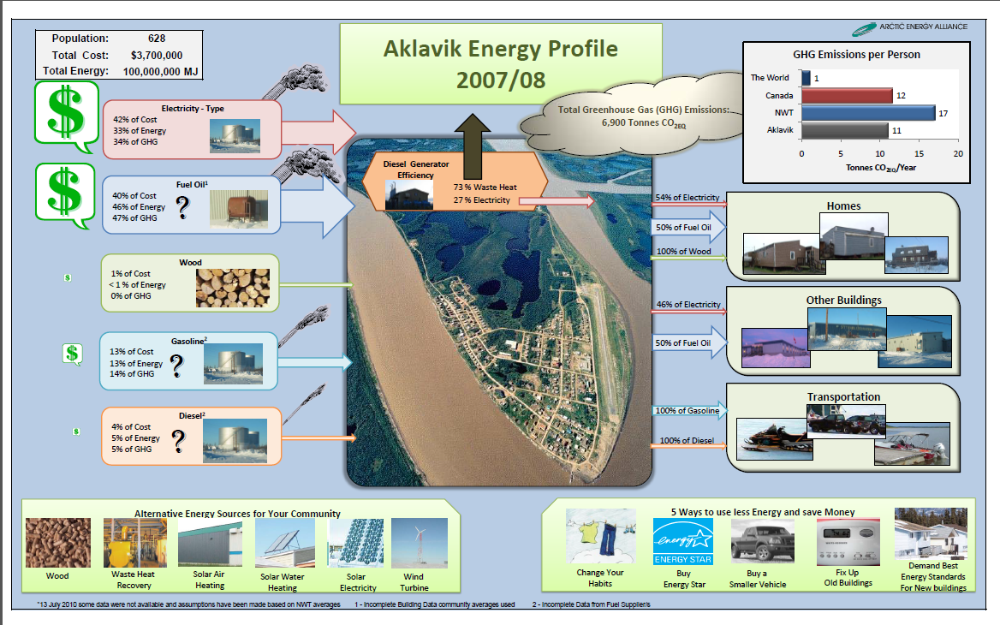 Population: 628
Total Cost: $3,700,000
Total Energy: 100,000,000 MJ
Aklavik Energy Profile
2007/08
ARCTIC ENERGY ALLIANCE
GHG Emissions per Person
The World 1
Canada 12
NWT 17
Aklavik 11
0 5 10 15 20
Tonnes CO2EQ/Year
Total Greenhouse Gas (GHG) Emissions:
6,900 Tonnes CO2EQ
$
Electricity - Type
42% of Cost
33% of Energy
34% of GHG
$
Fuel Oil1
40% of Cost
46% of Energy
47% of GHG
?
$
Wood
1% of Cost
< 1 % of Energy
0% of GHG
$
Gasoline2
13% of Cost
13% of Energy
14% of GHG
?
$
Diesel2
4% of Cost
5% of Energy
5% of GHG
?
Diesel Generator
Efficiency
73 % Waste Heat
27 % Electricity
54% of Electricity
50% of Fuel Oil
100% of Wood
Homes
46% of Electricity
50% of Fuel Oil
Other Buildings
100% of Gasoline
100% of Diesel
Transportation
Alternative Energy Sources for Your Community
Wood
Waste Heat
Recovery
Solar Air
Heating
Solar Water
Heating
Solar
Electricity
Wind
Turbine
5 Ways to use less Energy and save Money
Change Your
Habits
energy
ENERGY STAR
Buy
Energy Star
Buy a
Smaller Vehicle
Fix Up
Old Buildings
Demand Best
Energy Standards
For New buildings
*13 July 2010 some data were not available and assumptions have been made based on NWT averages 1 - Incomplete Building Data community averages used 2 - Incomplete Data from Fuel Supplier/s